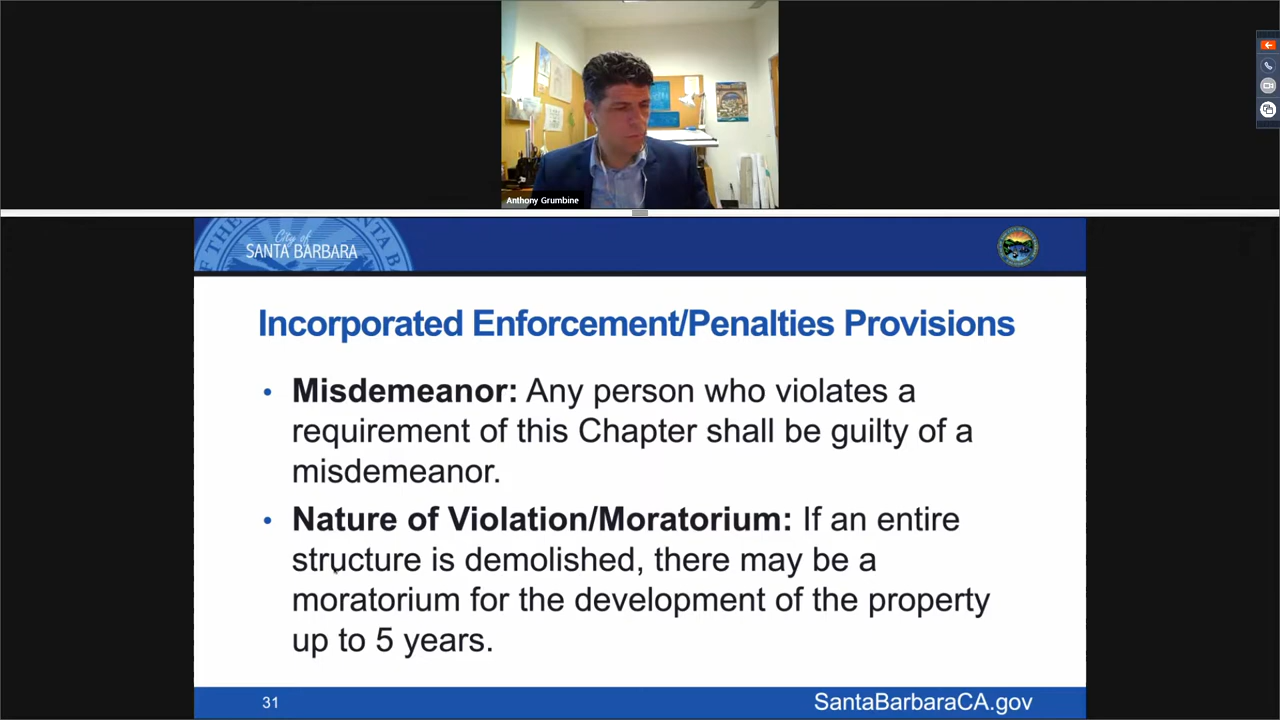 Anthony Grumbine
City of
SANTA BARBARA
Incorporated Enforcement/Penalties Provisions
• Misdemeanor: Any person who violates a
requirement of this Chapter shall be guilty of a
misdemeanor.
• Nature of Violation/Moratorium: If an entire
structure is demolished, there may be a
moratorium for the development of the property
up to 5 years.
31
SantaBarbaraCA.gov